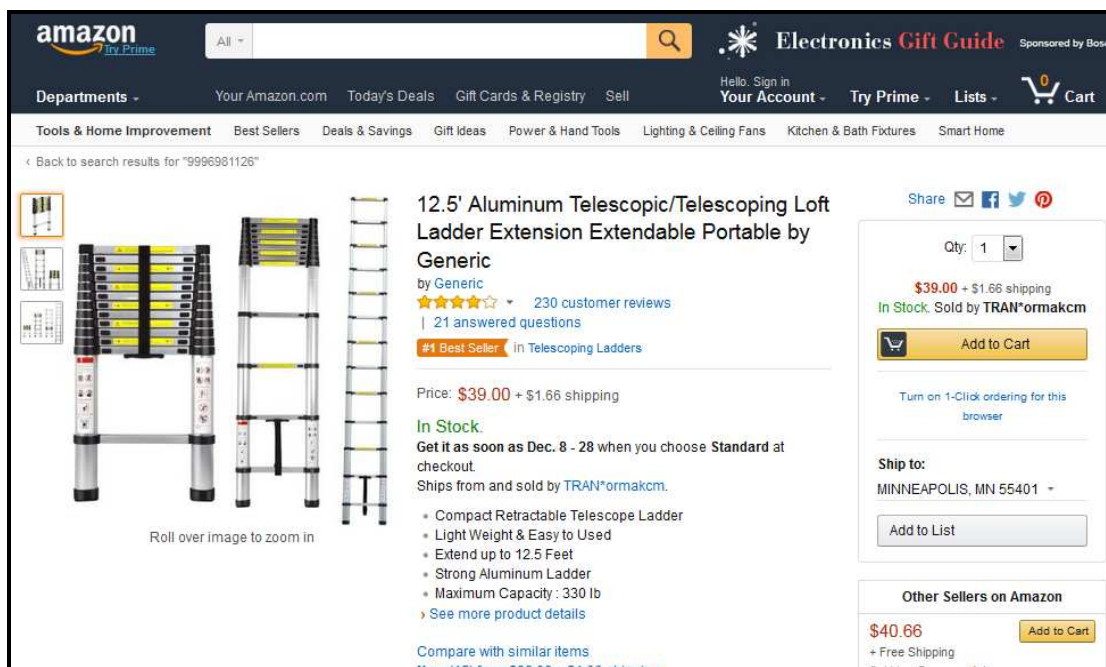 amazon
Try Prime
All
Electronics Gift Guide
Sponsored by Bos
Departments
Your Amazon.com
Today's Deals
Gift Cards & Registry
Sell
Hello. Sign in
Your Account
Try Prime
Lists
0
Cart
Tools & Home Improvement
Best Sellers
Deals & Savings
Gift Ideas
Power & Hand Tools
Lighting & Ceiling Fans
Kitchen & Bath Fixtures
Smart Home
‹ Back to search results for "9996981126"
Roll over image to zoom in
12.5' Aluminum Telescopic/Telescoping Loft
Ladder Extension Extendable Portable by
Generic
by Generic
230 customer reviews
| 21 answered questions
#1 Best Seller in Telescoping Ladders
Price: $39.00 + $1.66 shipping
In Stock.
Get it as soon as Dec. 8 - 28 when you choose Standard at
checkout.
Ships from and sold by TRAN*ormakcm.
Compact Retractable Telescope Ladder
Light Weight & Easy to Used
Extend up to 12.5 Feet
Strong Aluminum Ladder
Maximum Capacity : 330 lb
› See more product details
Compare with similar items
Share
Qty: 1
$39.00 + $1.66 shipping
In Stock. Sold by TRAN*ormakcm
Add to Cart
Turn on 1-Click ordering for this
browser
Ship to:
MINNEAPOLIS, MN 55401
Add to List
Other Sellers on Amazon
$40.66
Add to Cart
+ Free Shipping